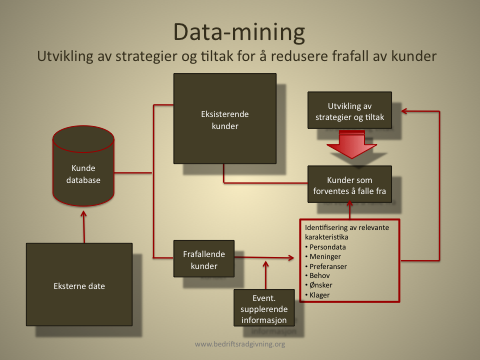 Data-mining
Utvikling av strategier og tiltak for å redusere frafall av kunder
Eksisterende
kunder
Utvikling av
strategier og tiltak
Kunde
database
Kunder som
forventes å falle fra
Identifisering av relevante
karakteristika
• Persondata
• Meninger
• Preferanser
• Behov
• Ønsker
• Klager
Frafallende
kunder
Eksterne date
Event.
supplerende
informasjon
www.bedriftsradgivning.org